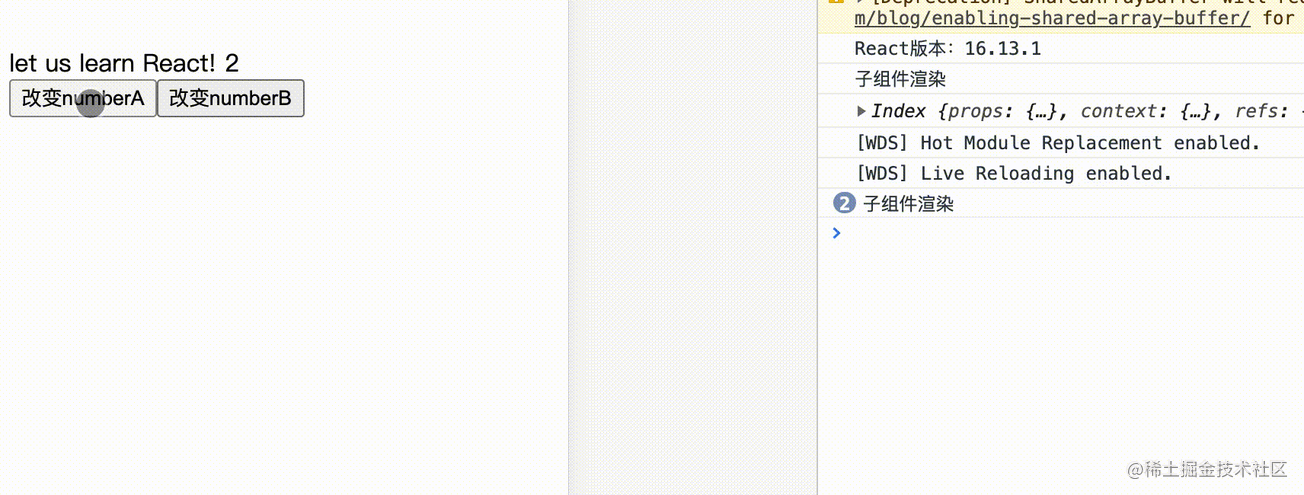 let us learn React! 2
改变numberA 改变numberB
[Deprecation] SharedArrayBuffer will
m/blog/enabling-shared-array-buffer/ for
React版本：16.13.1
子组件渲染
▶Index {props: {…}, context: {…}, refs: {
[WDS] Hot Module Replacement enabled.
[WDS] Live Reloading enabled.
2 子组件渲染
>
@稀土掘金技术社区